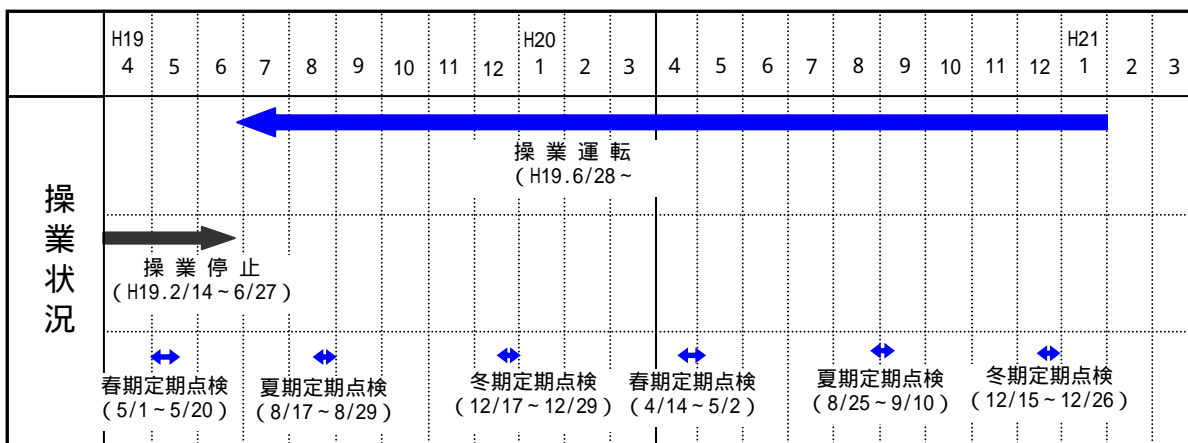 H19 H20 H21
4 5 6 7 8 9 10 11 12 1 2 3 4 5 6 7 8 9 10 11 12 1 2 3
操業状況
操業運転
(H19.6/28~
操業停止
(H19.2/14~6/27)
春期定期点検
(5/1~5/20)
夏期定期点検
(8/17~8/29)
冬期定期点検
(12/17~12/29)
春期定期点検
(4/14~5/2)
夏期定期点検
(8/25~9/10)
冬期定期点検
(12/15~12/26)